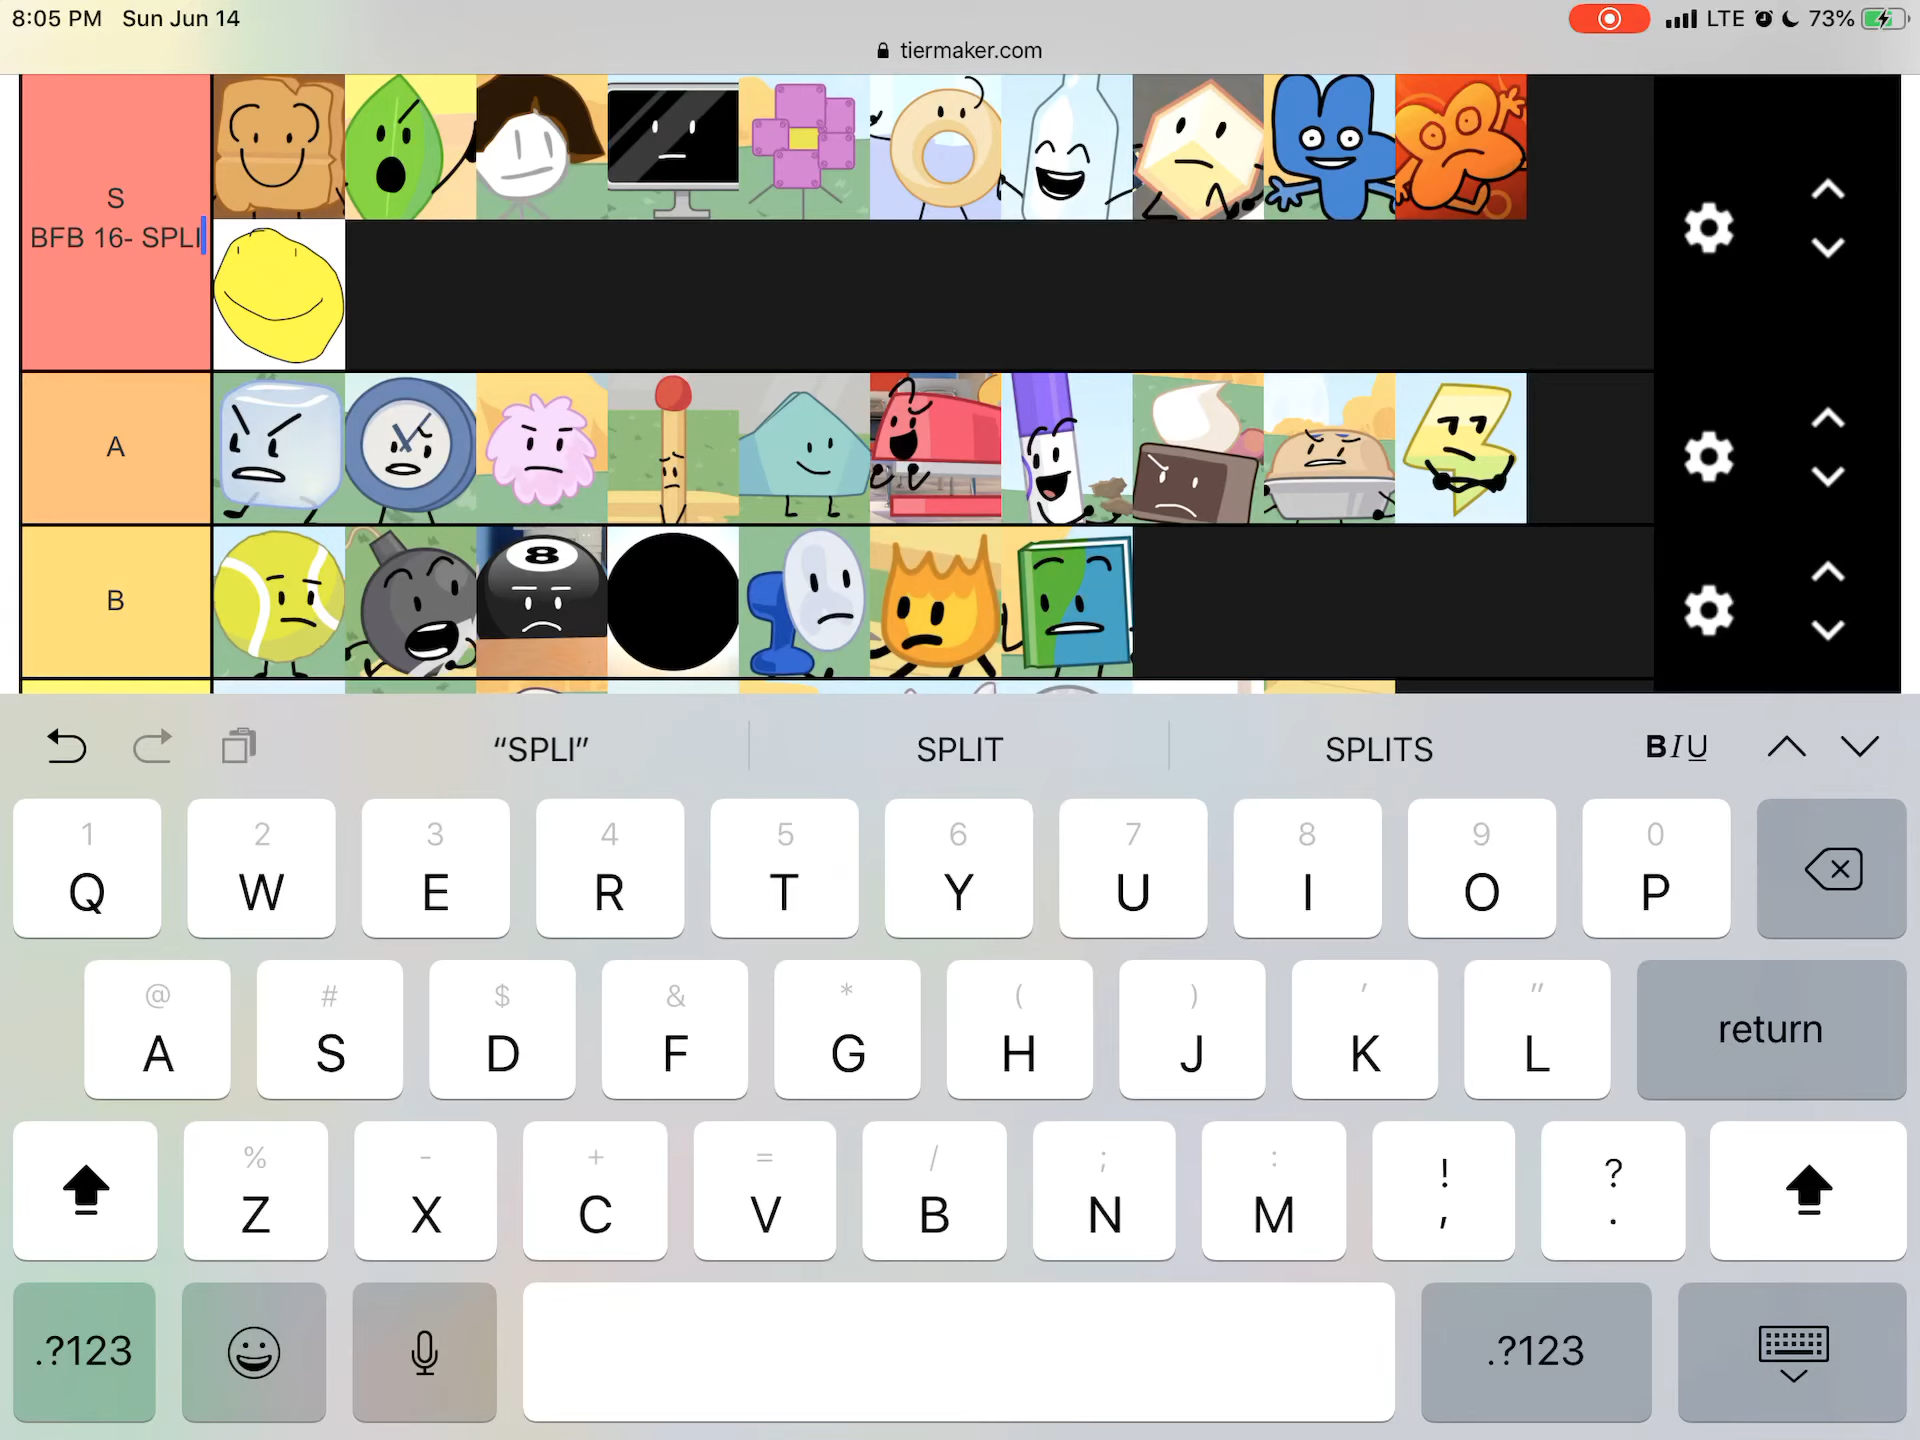 8:05 PM Sun Jun 14
LTE 73%
tiermaker.com
S
BFB 16- SPLI
A
8
B
“SPLI” SPLIT SPLITS BIU
1 2 3 4 5 6 7 8 9 0
Q W E R T Y U I O P
@ # $ & * ( ) ' "
A S D F G H J K L return
% - + = / ; : ! ?
Z X C V B N M , .
.?123 .?123